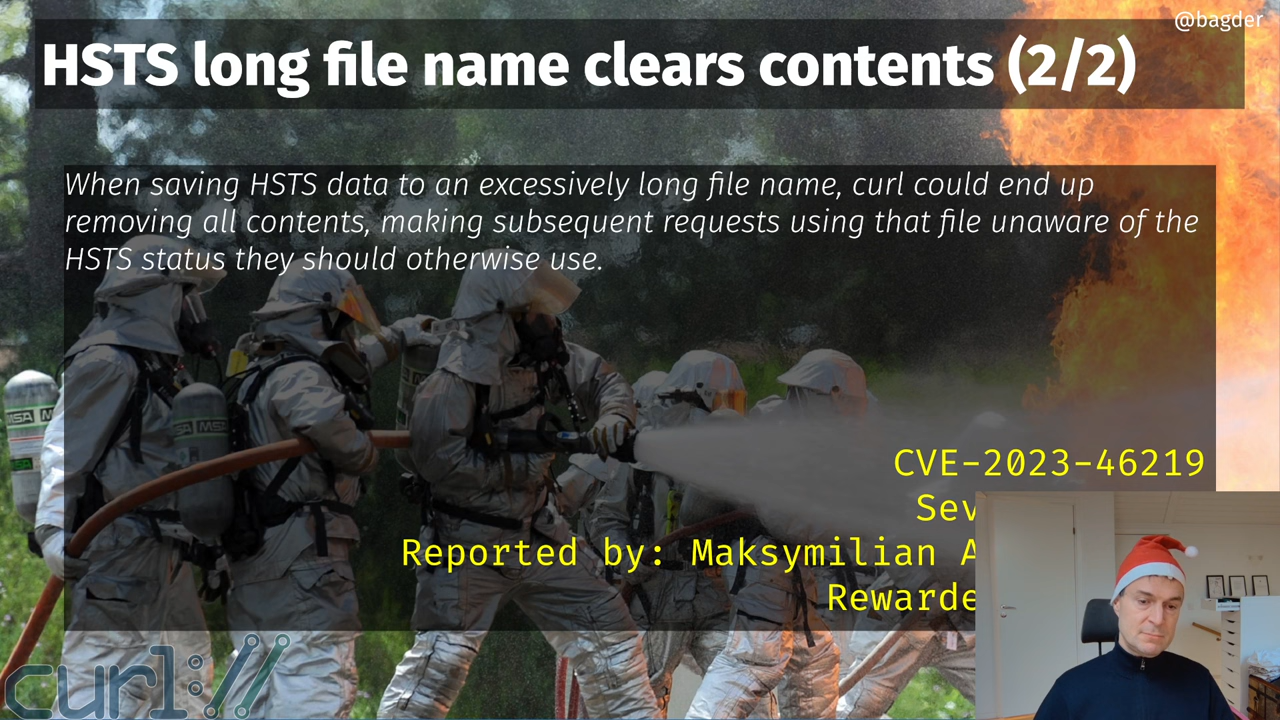 @bagder
HSTS long file name clears contents (2/2)
When saving HSTS data to an excessively long file name, curl could end up
removing all contents, making subsequent requests using that file unaware of the
HSTS status they should otherwise use.
MSA MSA
CVE-2023-46219
Sev
Reported by: Maksymilian A
Rewarde
curl://